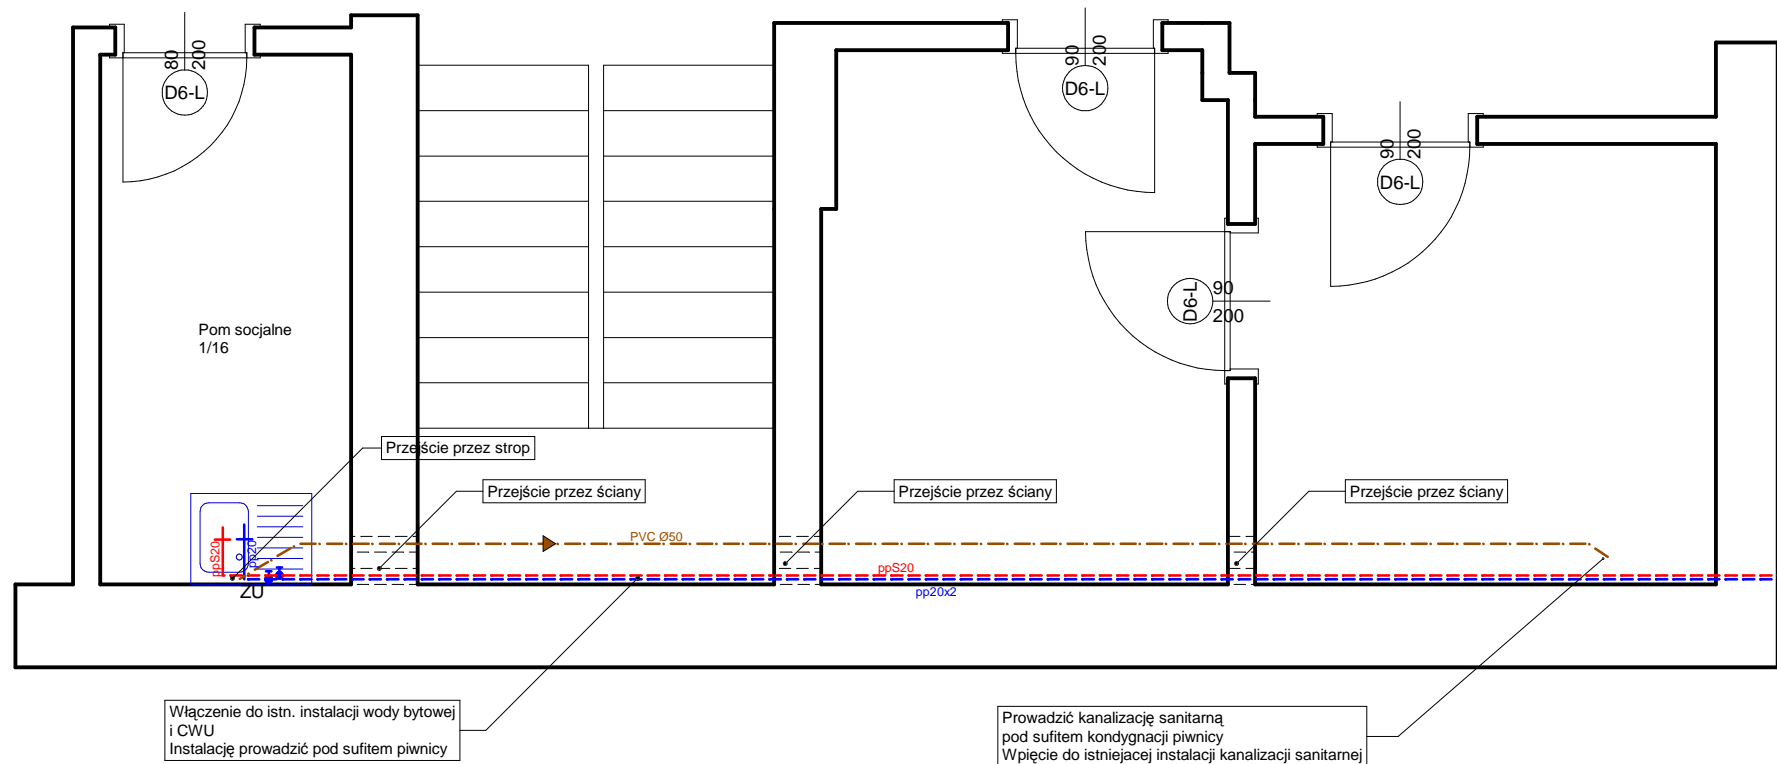 80
200
D6-L
90
200
D6-L
90
200
D6-L
D6-L
90
200
Pom socjalne
1/16
Przejście przez strop
Przejście przez ściany
Przejście przez ściany
Przejście przez ściany
PVC Ø50
ppS20
pp20
ppS20
pp20x2
ZU
Włączenie do istn. instalacji wody bytowej
i CWU
Instalację prowadzić pod sufitem piwnicy
Prowadzić kanalizację sanitarną
pod sufitem kondygnacji piwnicy
Wpięcie do istniejacej instalacji kanalizacji sanitarnej